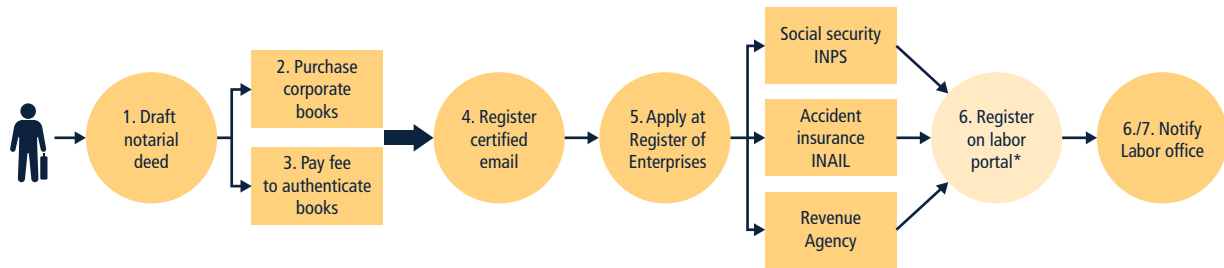 1. Draft
notarial
deed
2. Purchase
corporate
books
3. Pay fee
to authenticate
books
4. Register
certified
email
5. Apply at
Register of
Enterprises
Social security
INPS
Accident
insurance
INAIL
Revenue
Agency
6. Register
on labor
portal*
6./7. Notify
Labor office